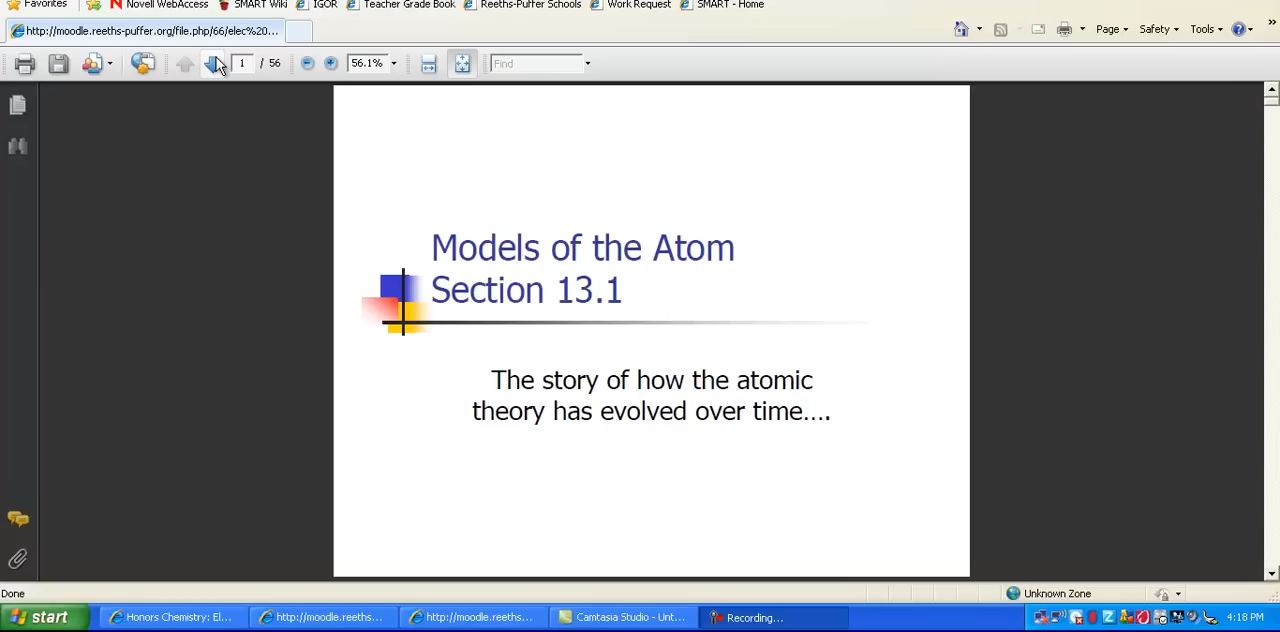 Favorites Novell WebAccess SMART Wiki IGOR Teacher Grade Book Reeths-Puffer Schools Work Request SMART - Home
http://moodle.reeths-puffer.org/file.php/66/elec%20... Page Safety Tools »
1 / 56 56.1% Find
Models of the Atom
Section 13.1
The story of how the atomic
theory has evolved over time....
Done Unknown Zone
start Honors Chemistry: El... http://moodle.reeths... http://moodle.reeths... Camtasia Studio - Unt... Recording... 4:18 PM